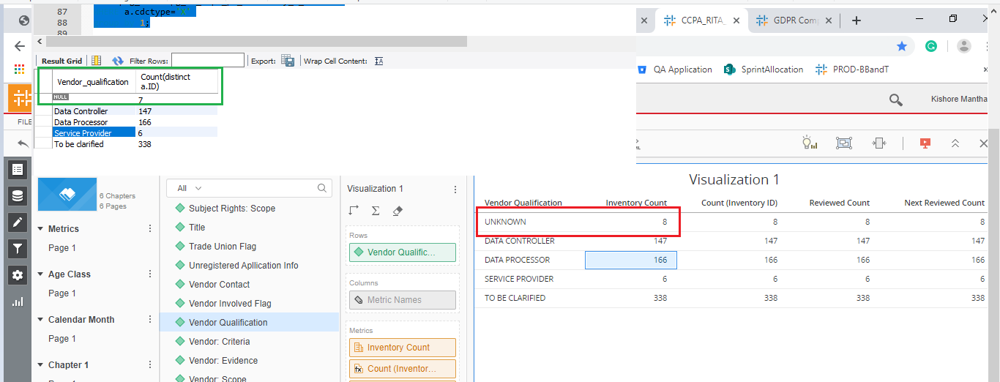 87 a.cdctype='A'
88 1;
89
CCPA_RITA_
GDPR Comp
Result Grid Filter Rows: Export: Wrap Cell Content:
QA Application SprintAllocation PROD-BBandT
Vendor_qualification Count(distinct
a.ID)
NULL 7
Data Controller 147
Data Processor 166
Service Provider 6
To be clarified 338
Kishore Mantha
FILE
6 Chapters
6 Pages
Metrics
Page 1
Age Class
Page 1
Calendar Month
Page 1
Chapter 1
All
Subject Rights: Scope
Title
Trade Union Flag
Unregistered Apllication Info
Vendor Contact
Vendor Involved Flag
Vendor Qualification
Vendor: Criteria
Vendor: Evidence
Vendor: Scope
Visualization 1
Rows
Vendor Qualific...
Columns
Metric Names
Metrics
Inventory Count
Count (Inventor...
Visualization 1
Vendor Qualification Inventory Count Count (Inventory ID) Reviewed Count Next Reviewed Count
UNKNOWN 8 8 8 8
DATA CONTROLLER 147 147 147 147
DATA PROCESSOR 166 166 166 166
SERVICE PROVIDER 6 6 6 6
TO BE CLARIFIED 338 338 338 338